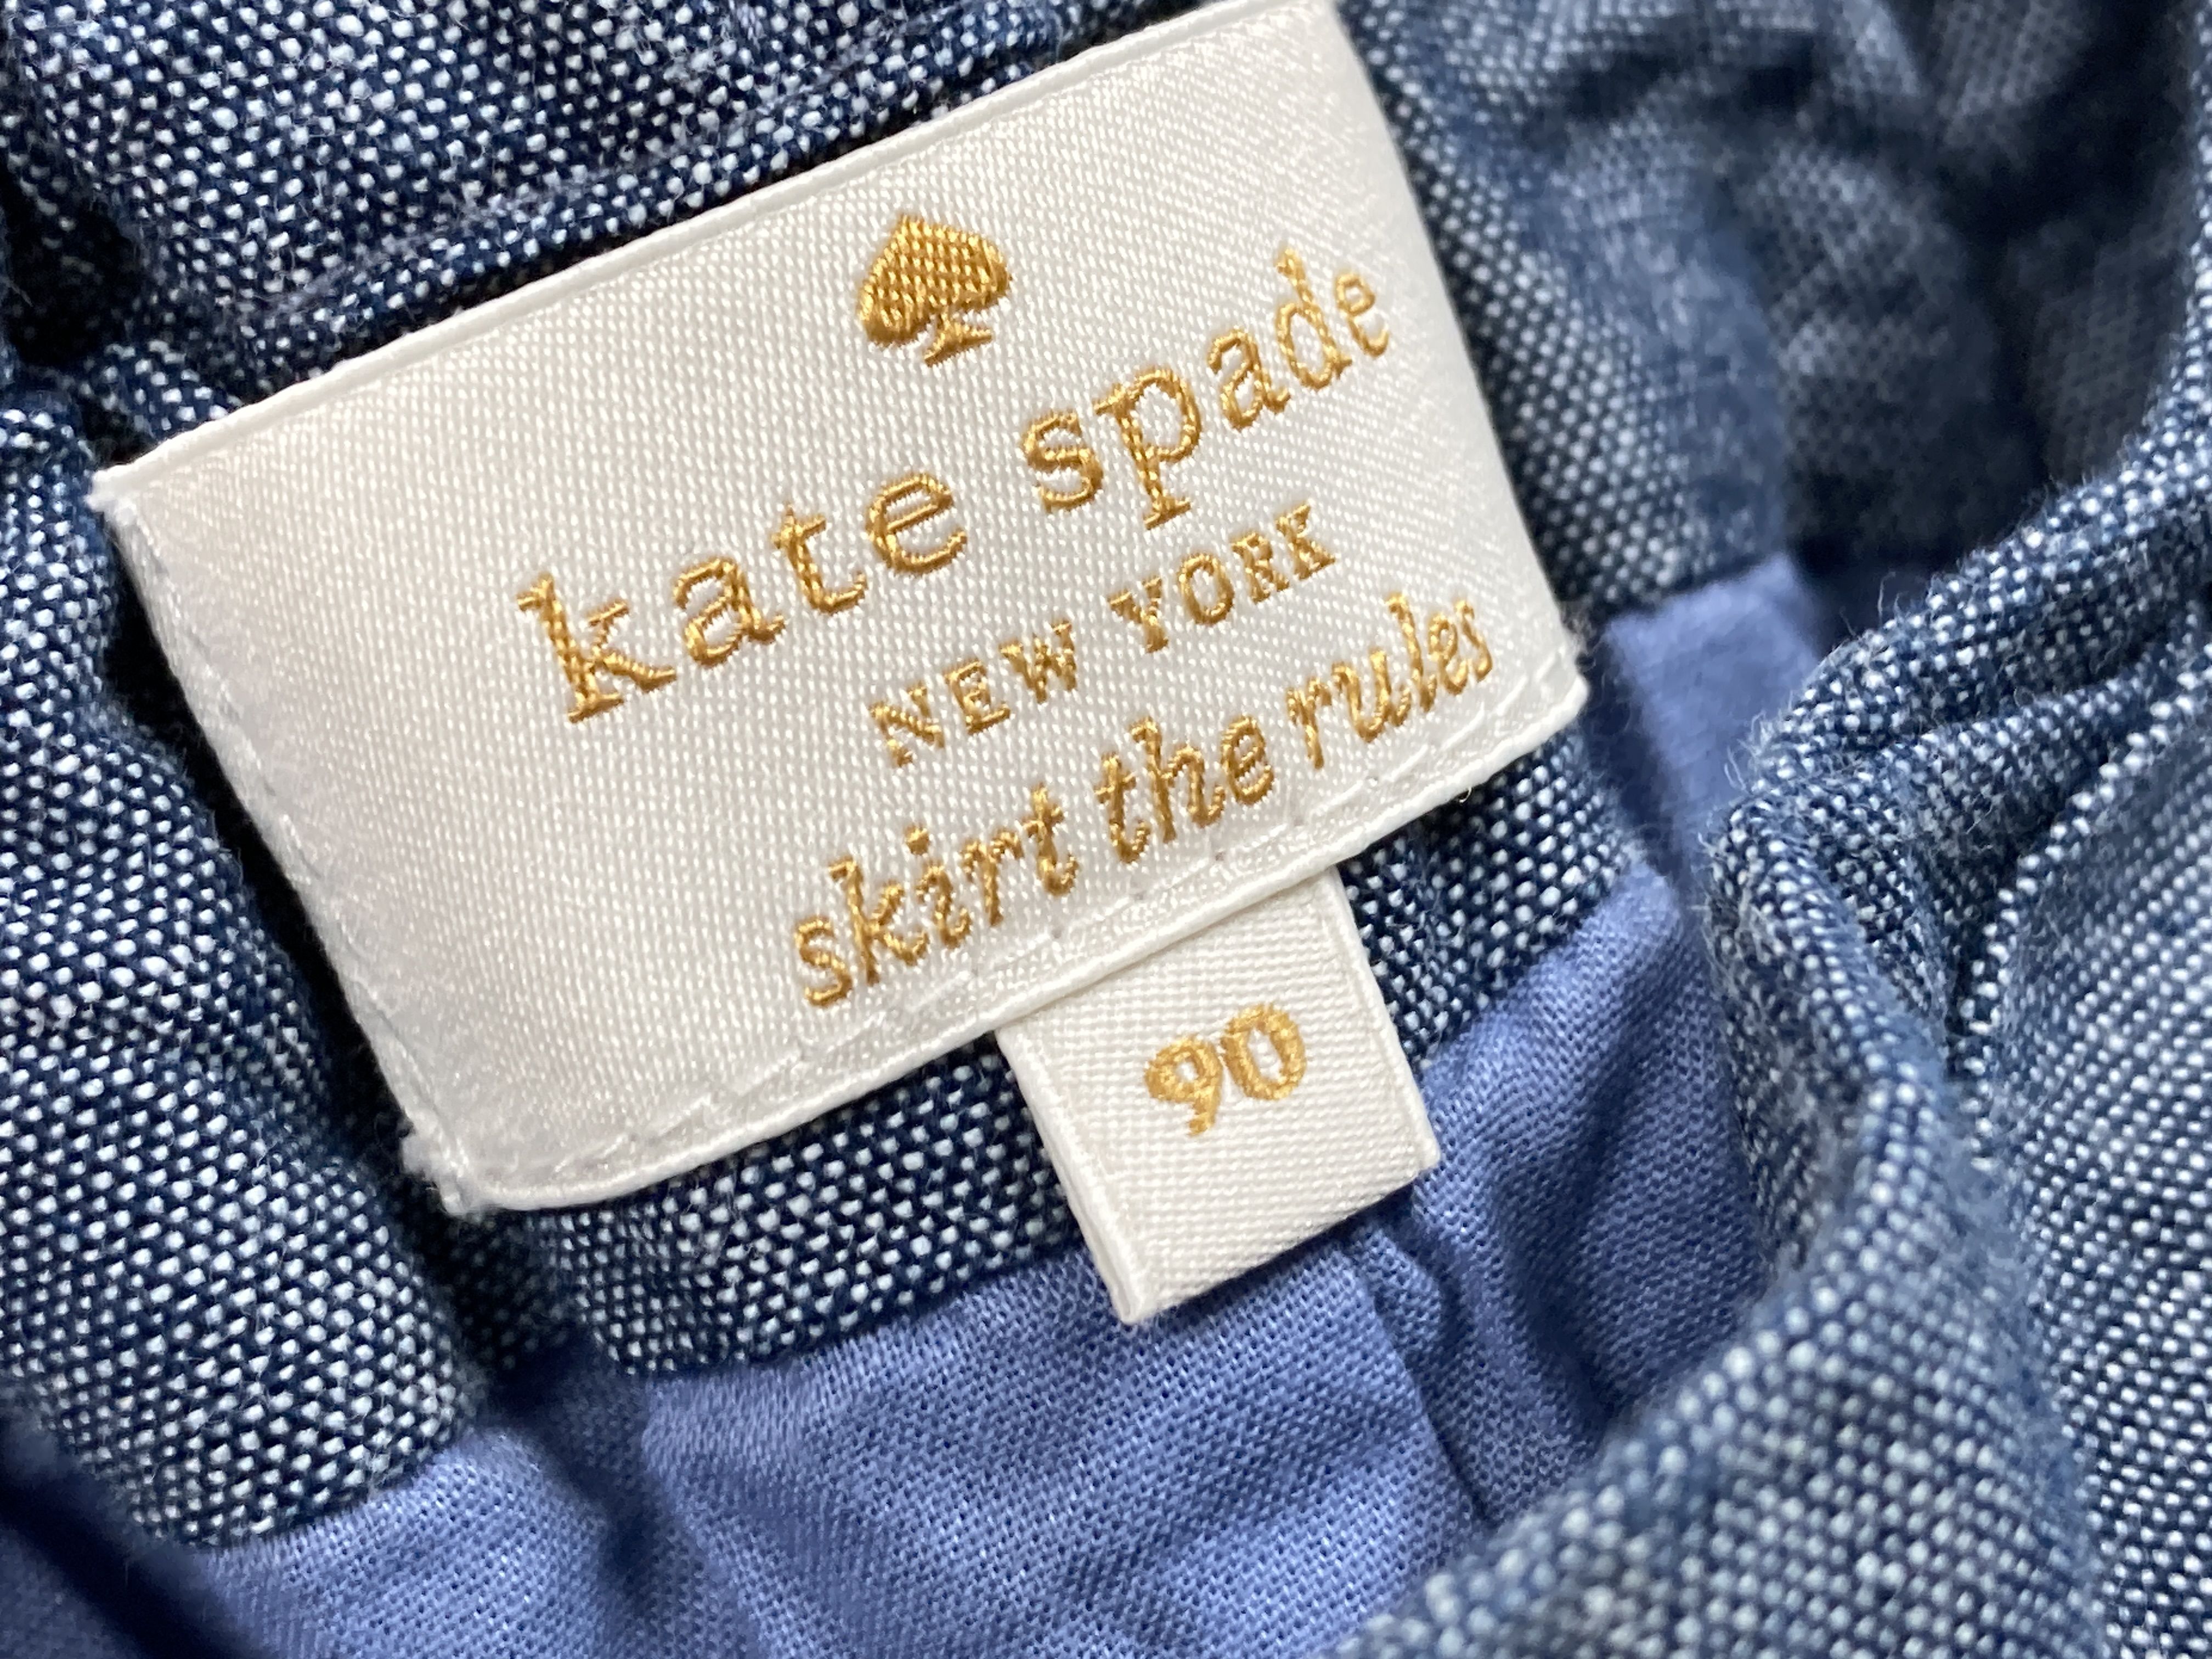 kate spade
NEW YORK
skirt the rules
90